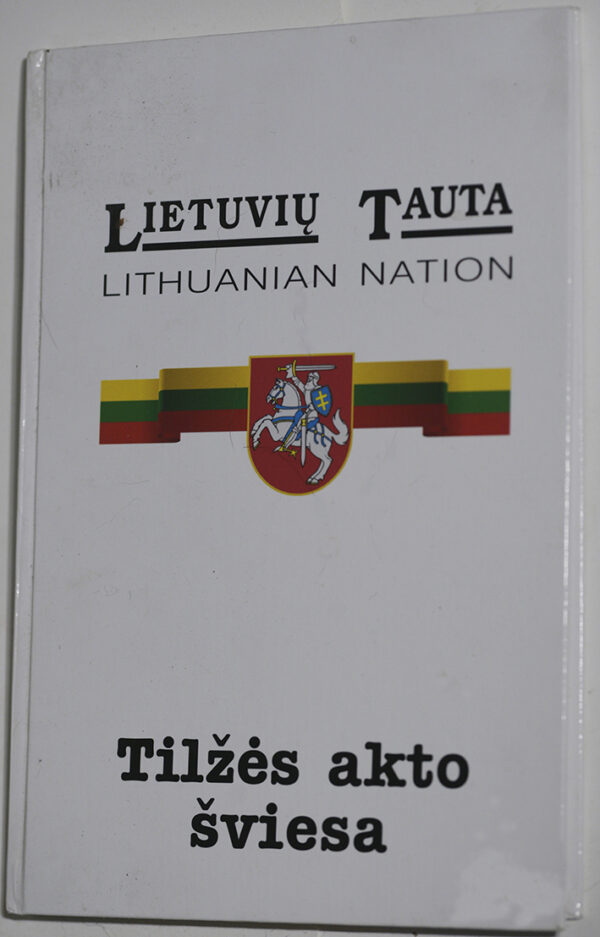 LIETUVIŲ TAUTA
LITHUANIAN NATION
Tilžės akto
šviesa